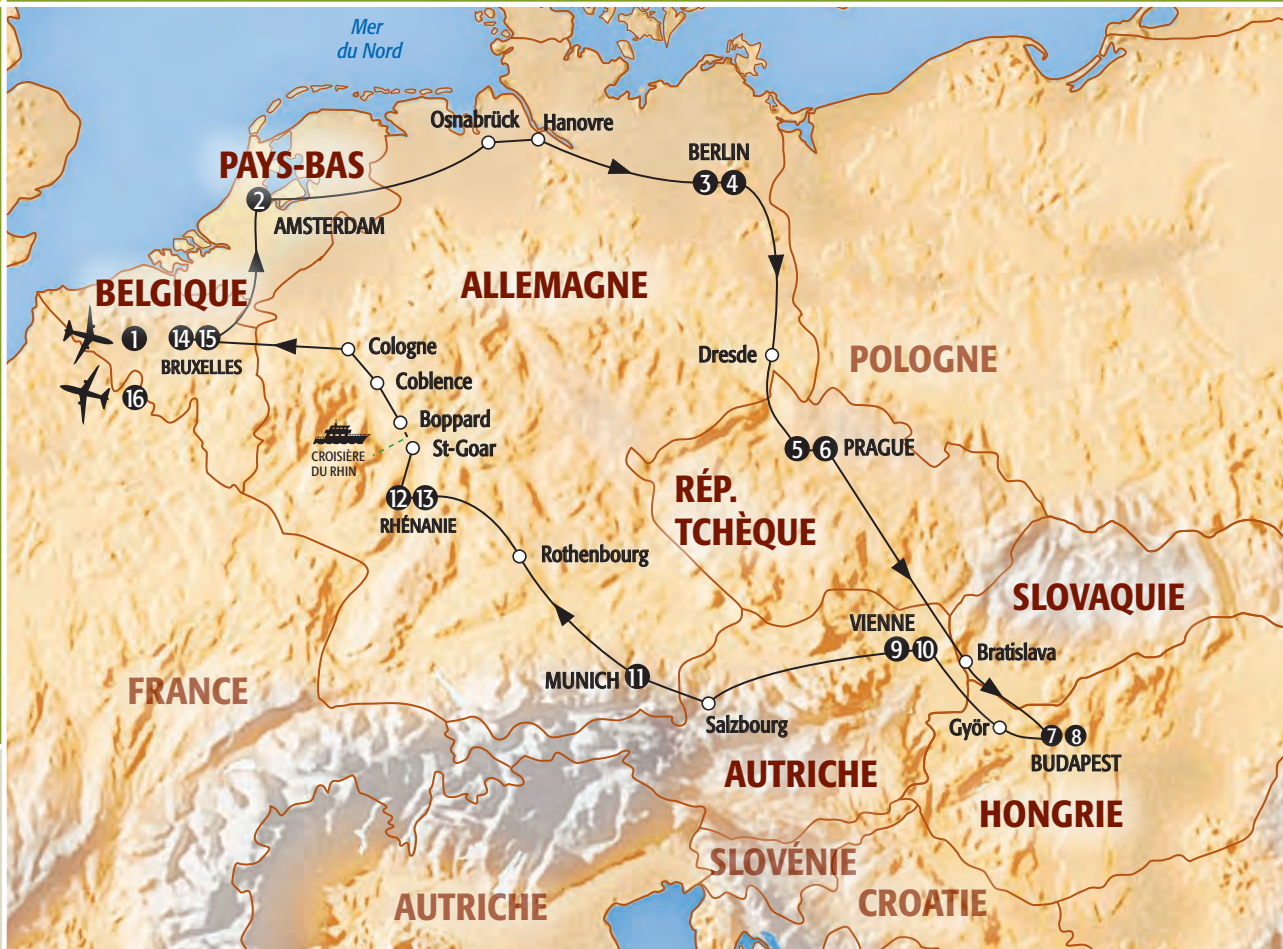 Mer
du Nord
Osnabrück
Hanovre
BERLIN
3 4
PAYS-BAS
2
AMSTERDAM
ALLEMAGNE
BELGIQUE
1
14 15
BRUXELLES
16
Cologne
Coblence
Boppard
St-Goar
CROISIÈRE
DU RHIN
12 13
RHÉNANIE
Dresde
POLOGNE
5 6 PRAGUE
RÉP.
TCHÈQUE
Rothenbourg
SLOVAQUIE
VIENNE
9 10
Bratislava
MUNICH 11
Salzbourg
FRANCE
Györ
7 8
BUDAPEST
AUTRICHE
HONGRIE
SLOVÉNIE
CROATIE
AUTRICHE